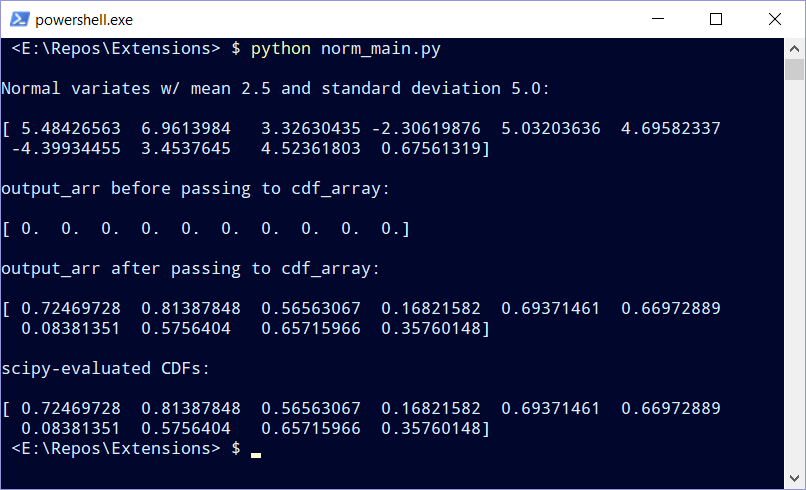 powershell.exe
<E:\Repos\Extensions> $ python norm_main.py
Normal variates w/ mean 2.5 and standard deviation 5.0:
[ 5.48426563  6.9613984   3.32630435 -2.30619876  5.03203636  4.69582337
 -4.39934455  3.4537645   4.52361803  0.67561319]
output_arr before passing to cdf_array:
[ 0.  0.  0.  0.  0.  0.  0.  0.  0.  0.]
output_arr after passing to cdf_array:
[ 0.72469728  0.81387848  0.56563067  0.16821582  0.69371461  0.66972889
  0.08381351  0.5756404   0.65715966  0.35760148]
scipy-evaluated CDFs:
[ 0.72469728  0.81387848  0.56563067  0.16821582  0.69371461  0.66972889
  0.08381351  0.5756404   0.65715966  0.35760148]
<E:\Repos\Extensions> $